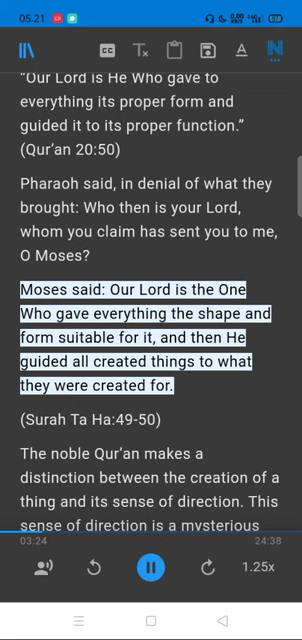 05.21
CC
"Our Lord is He Who gave to
everything its proper form and
guided it to its proper function."
(Qur'an 20:50)
Pharaoh said, in denial of what they
brought: Who then is your Lord,
whom you claim has sent you to me,
O Moses?
Moses said: Our Lord is the One
Who gave everything the shape and
form suitable for it, and then He
guided all created things to what
they were created for.
(Surah Ta Ha:49-50)
The noble Qur'an makes a
distinction between the creation of a
thing and its sense of direction. This
sense of direction is a mysterious
03:24
24:38
1.25x